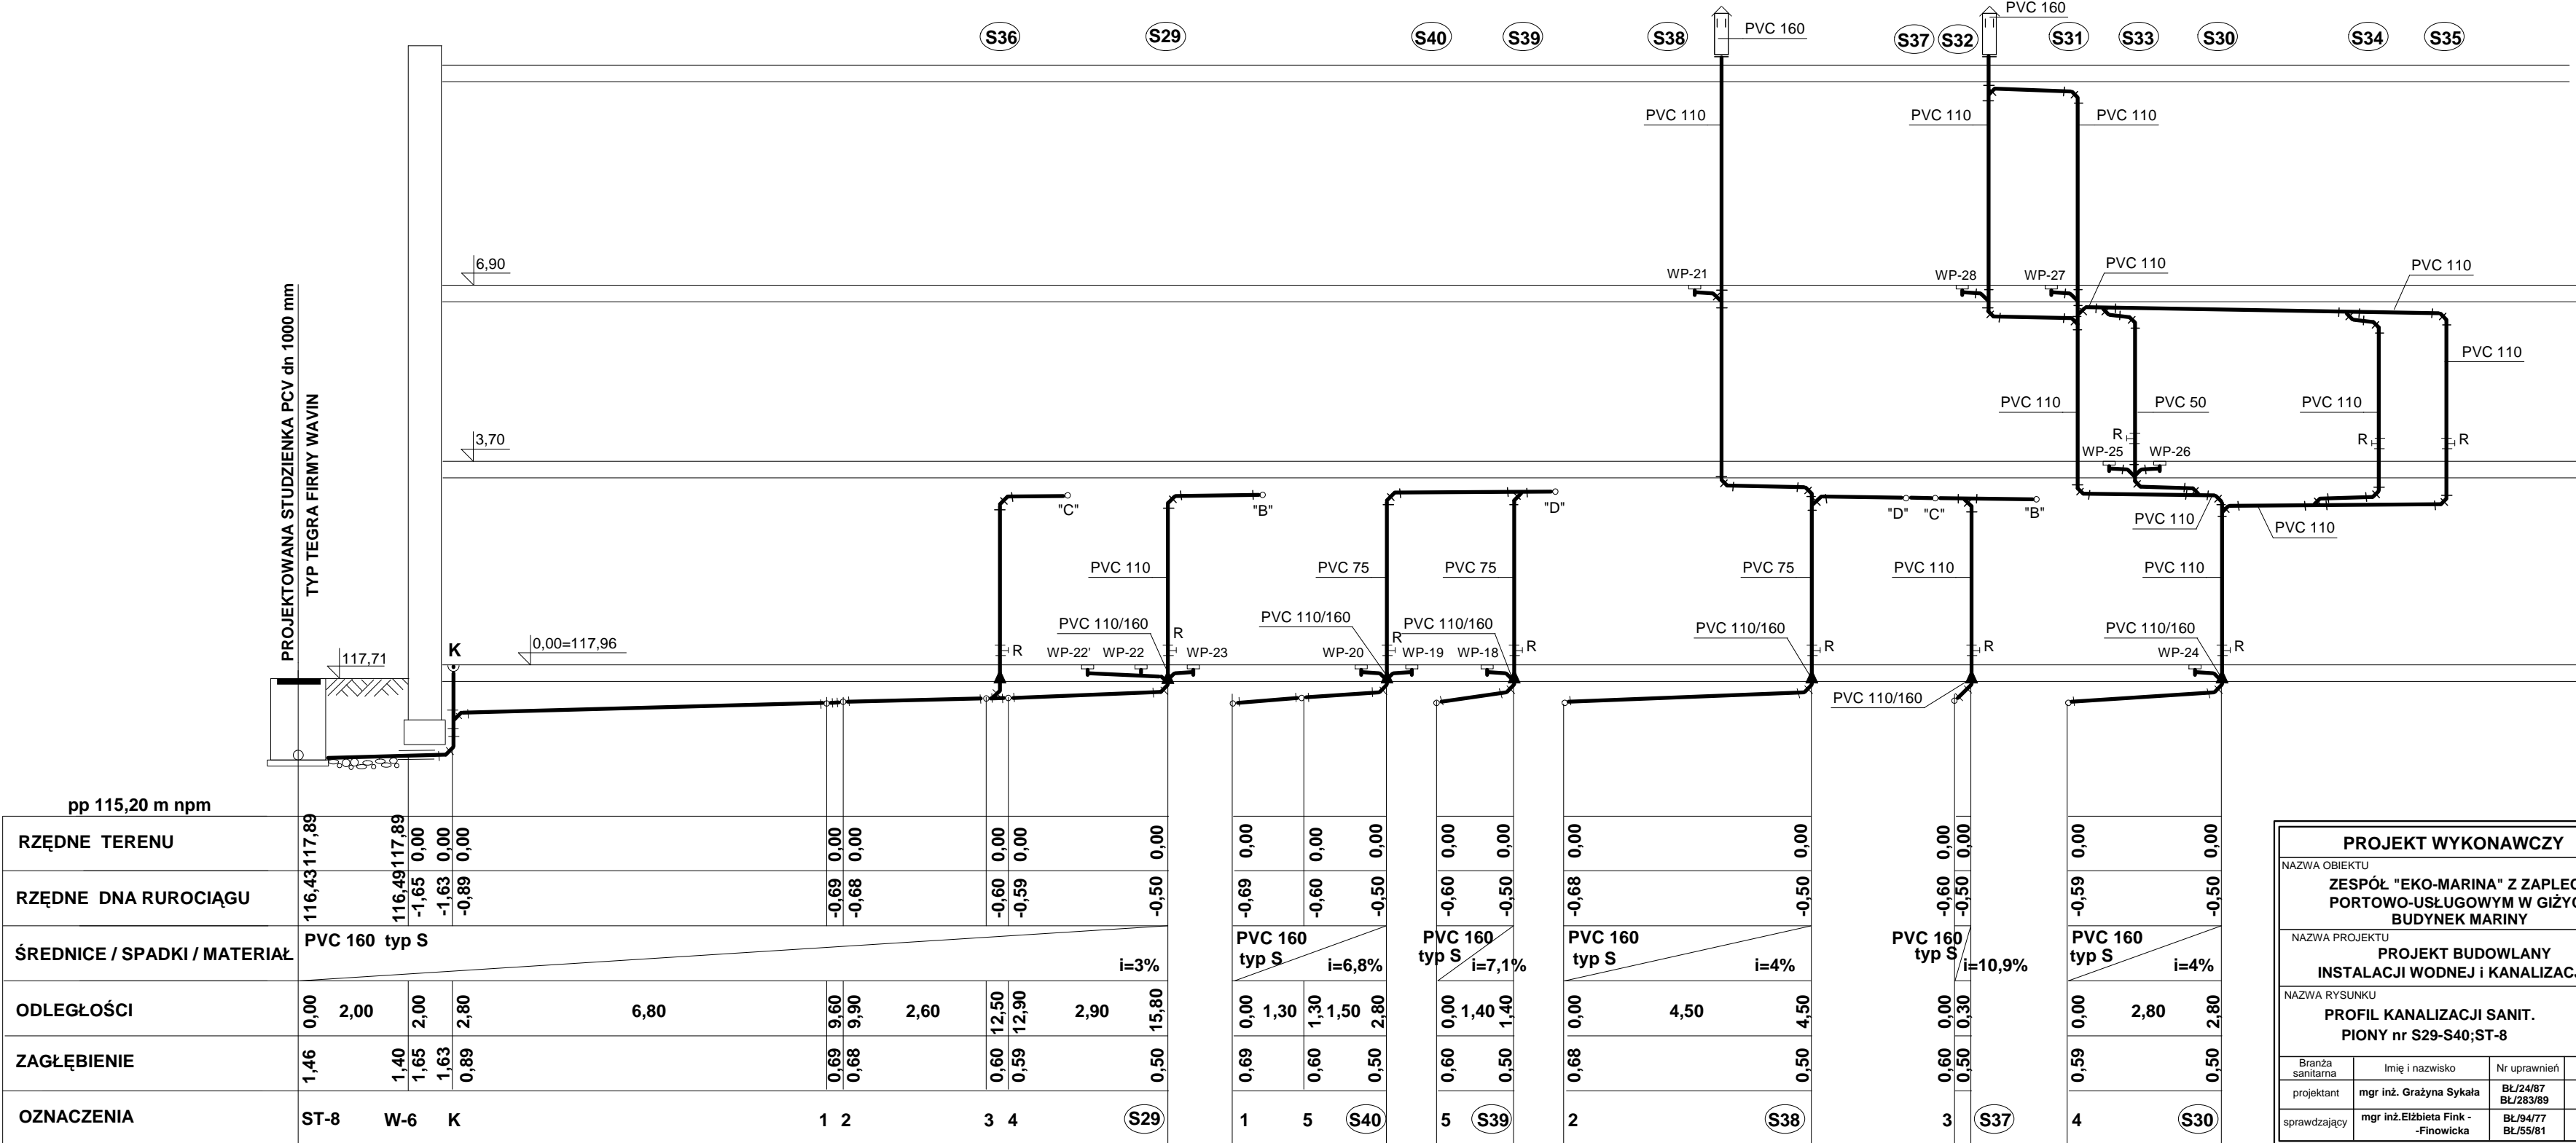 S36 S29 S40 S39 S38 S37 S32 S31 S33 S30 S34 S35
PVC 160
PVC 160
PVC 110 PVC 110 PVC 110
6,90
WP-21 WP-28 WP-27 PVC 110 PVC 110
PVC 110
3,70
PVC 110 PVC 50 PVC 110
R R R
WP-25 WP-26
"C" "B" "D" "D" "C" "B"
PVC 110 PVC 110
PVC 110 PVC 75 PVC 75 PVC 75 PVC 110 PVC 110
PVC 110/160 PVC 110/160 PVC 110/160 PVC 110/160 PVC 110/160
R R R R R R R
WP-22' WP-22 WP-23 WP-20 WP-19 WP-18 WP-24
PVC 110/160
PROJEKTOWANA STUDZIENKA PCV dn 1000 mm
TYP TEGRA FIRMY WAVIN
117,71
K
0,00=117,96
pp 115,20 m npm
RZĘDNE TERENU 117,89 117,89 0,00 0,00 0,00 0,00 0,00 0,00 0,00 0,00 0,00 0,00 0,00 0,00 0,00 0,00 0,00 0,00 0,00 0,00 0,00
RZĘDNE DNA RUROCIĄGU 116,43 116,49 -1,65 -1,63 -0,89 -0,69 -0,68 -0,60 -0,59 -0,50 -0,69 -0,60 -0,50 -0,60 -0,50 -0,68 -0,50 -0,60 -0,50 -0,59 -0,50
ŚREDNICE / SPADKI / MATERIAŁ PVC 160 typ S i=3% PVC 160 typ S i=6,8% PVC 160 typ S i=7,1% PVC 160 typ S i=4% PVC 160 typ S i=10,9% PVC 160 typ S i=4%
ODLEGŁOŚCI 0,00 2,00 2,00 2,80 6,80 9,60 9,90 2,60 12,50 12,90 2,90 15,80 0,00 1,30 1,30 1,50 2,80 0,00 1,40 1,40 0,00 4,50 4,50 0,00 0,30 0,00 2,80 2,80
ZAGŁĘBIENIE 1,46 1,40 1,65 1,63 0,89 0,69 0,68 0,60 0,59 0,50 0,69 0,60 0,50 0,60 0,50 0,68 0,50 0,60 0,50 0,59 0,50
OZNACZENIA ST-8 W-6 K 1 2 3 4 S29 1 5 S40 5 S39 2 S38 3 S37 4 S30
PROJEKT WYKONAWCZY
NAZWA OBIEKTU
ZESPÓŁ "EKO-MARINA" Z
PORTOWO-USŁUGOWYM W
BUDYNEK MARINY
NAZWA PROJEKTU
PROJEKT BUDOWLANY
INSTALACJI WODNEJ i
NAZWA RYSUNKU
PROFIL KANALIZACJI SANIT.
PIONY nr S29-S40;ST-8
Branża sanitarna Imię i nazwisko Nr uprawnień
projektant mgr inż. Grażyna Sykała BŁ/24/87 BŁ/283/89
sprawdzający mgr inż.Elżbieta Fink - -Finowicka BŁ/94/77 BŁ/55/81